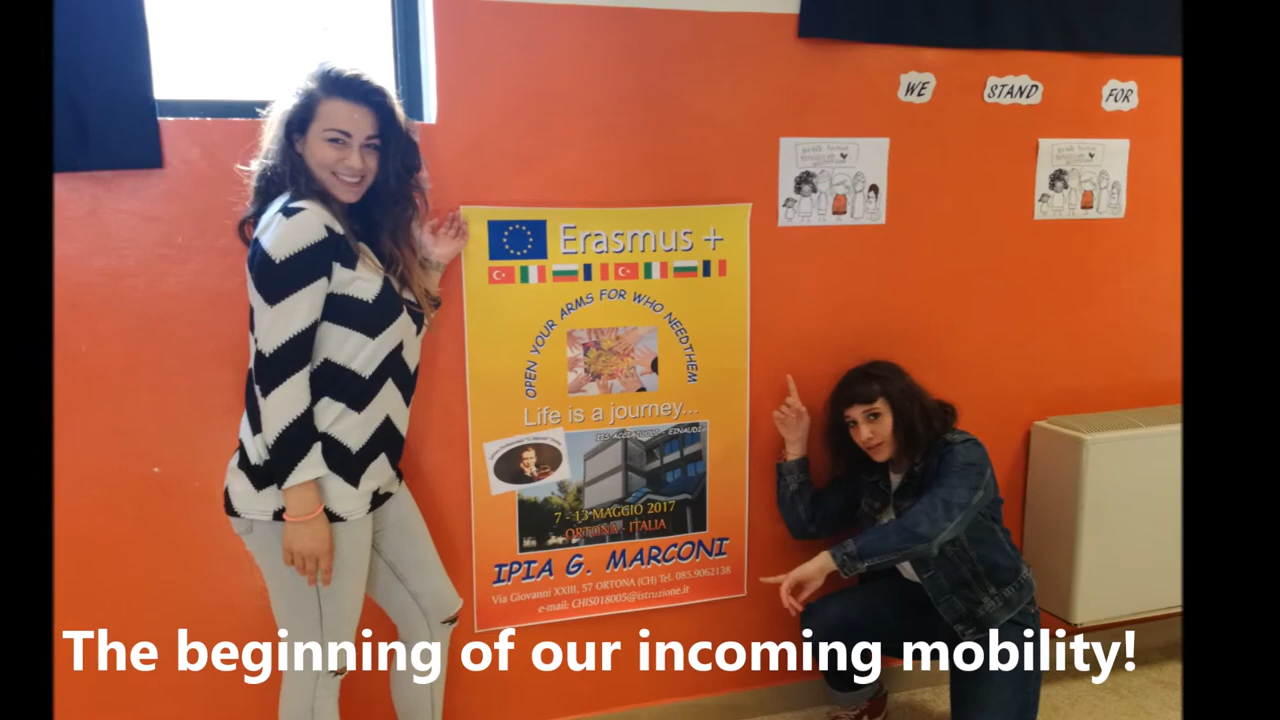 WE STAND FOR
Erasmus +
OPEN YOUR ARMS FOR WHO NEEDTHEM
Life is a journey...
EINAUDI
7 - 13 MAGGIO 2017
ORTONA - ITALIA
IPIA G. MARCONI
Via Giovanni XXIII, 57 ORTONA (CH) Tel. 085.9062138
e-mail: CHIS018005@istruzione.it
The beginning of our incoming mobility!